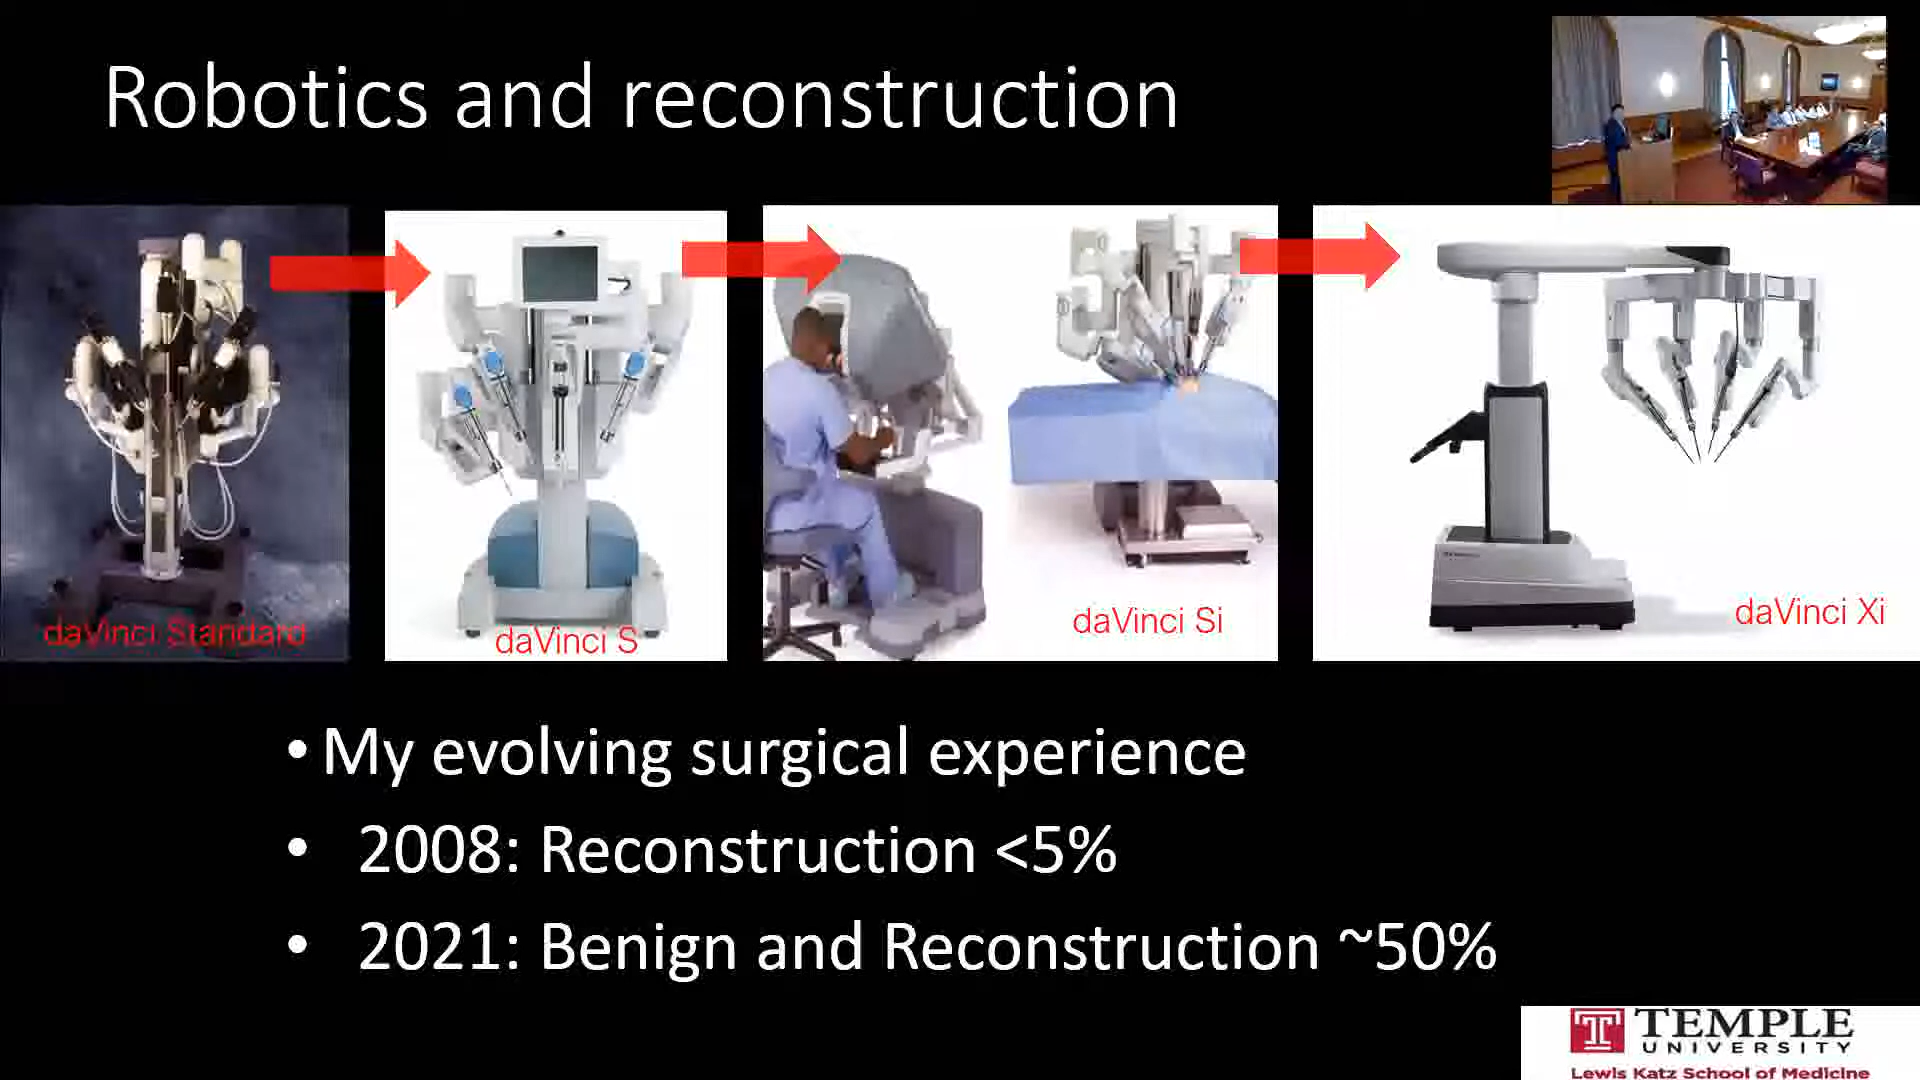 Robotics and reconstruction
daVinci Standard
daVinci S
daVinci Si
daVinci Xi
• My evolving surgical experience
• 2008: Reconstruction <5%
• 2021: Benign and Reconstruction ~50%
TEMPLE
UNIVERSITY
Lewis Katz School of Medicine